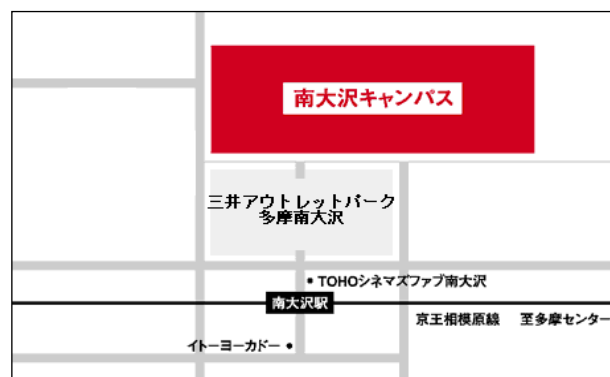 南大沢キャンパス
三井アウトレットパーク
多摩南大沢
TOHOシネマズファブ南大沢
南大沢駅
京王相模原線 至多摩センター
イトーヨーカドー